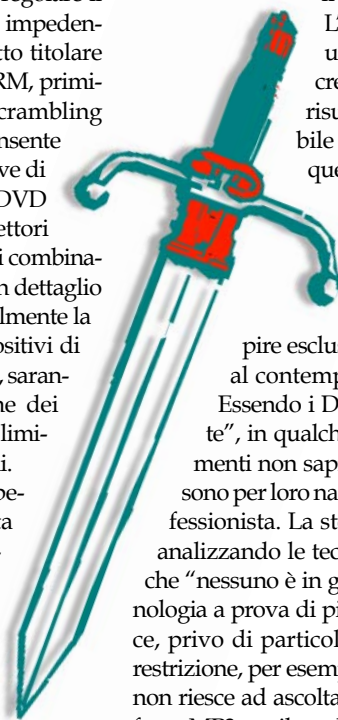 impeden-
tto titolare
RM, primi-
crambling
nsente
ve di
DVD
ettori
i combina-
n dettaglio
lmente la
ositivi di
, saran-
ne dei
limi-
i.
pe-
ta
L'
u
cre
risu
bile
que
pire esclus
al contemp
Essendo i D
te", in qualch
menti non sap
sono per loro na
fessionista. La st
analizzando le tec
che "nessuno è in g
nologia a prova di pi
ce, privo di particol
restrizione, per esem
non riesce ad ascolta